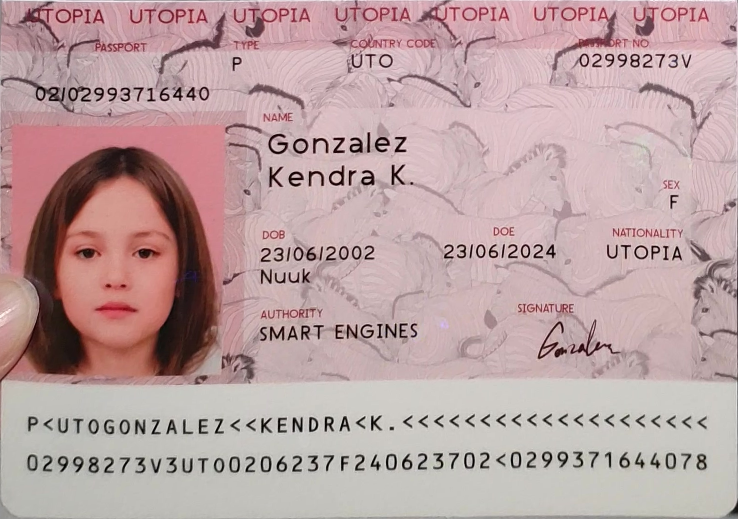 UTOPIA UTOPIA UTOPIA UTOPIA UTOPIA UTOPIA UTOPIA
PASSPORT TYPE COUNTRY CODE PASSPORT NO
P UTO 02998273V
02/02993716440
NAME
Gonzalez
Kendra K.
SEX
F
DOB DOE NATIONALITY
23/06/2002 23/06/2024 UTOPIA
Nuuk
AUTHORITY SIGNATURE
SMART ENGINES Gonzalez
P<UTOGONZALEZ<<KENDRA<K.<<<<<<<<<<<<<<<<<<<<
02998273V3UTO0206237F240623702<0299371644078